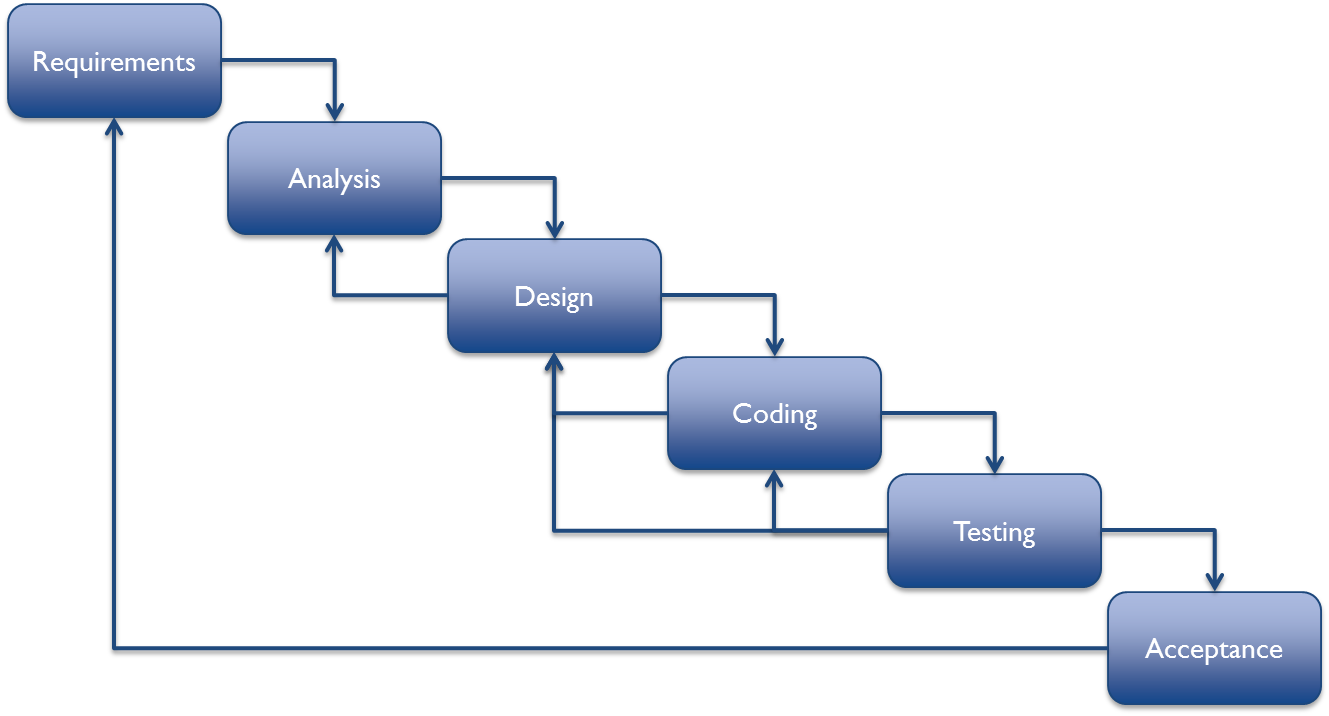 Requirements
Analysis
Design
Coding
Testing
Acceptance